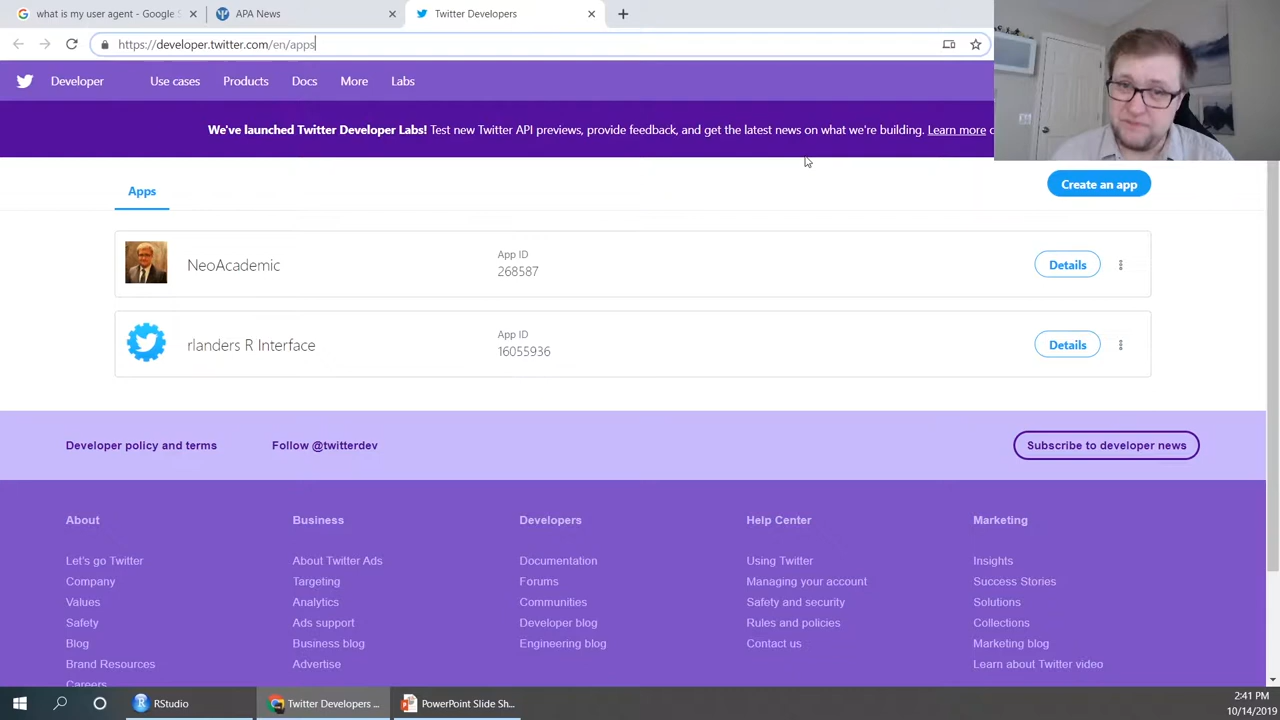 what is my user agent - Google S
APA News
Twitter Developers
https://developer.twitter.com/en/apps
Developer
Use cases
Products
Docs
More
Labs
We've launched Twitter Developer Labs! Test new Twitter API previews, provide feedback, and get the latest news on what we're building. Learn more
Apps
Create an app
NeoAcademic
App ID
268587
Details
rlanders R Interface
App ID
16055936
Details
Developer policy and terms
Follow @twitterdev
Subscribe to developer news
About
Business
Developers
Help Center
Marketing
Let's go Twitter
About Twitter Ads
Documentation
Using Twitter
Insights
Company
Targeting
Forums
Managing your account
Success Stories
Values
Analytics
Communities
Safety and security
Solutions
Safety
Ads support
Developer blog
Rules and policies
Collections
Blog
Business blog
Engineering blog
Contact us
Marketing blog
Brand Resources
Advertise
Learn about Twitter video
Careers
RStudio
Twitter Developers ...
PowerPoint Slide Sh...
2:41 PM
10/14/2019